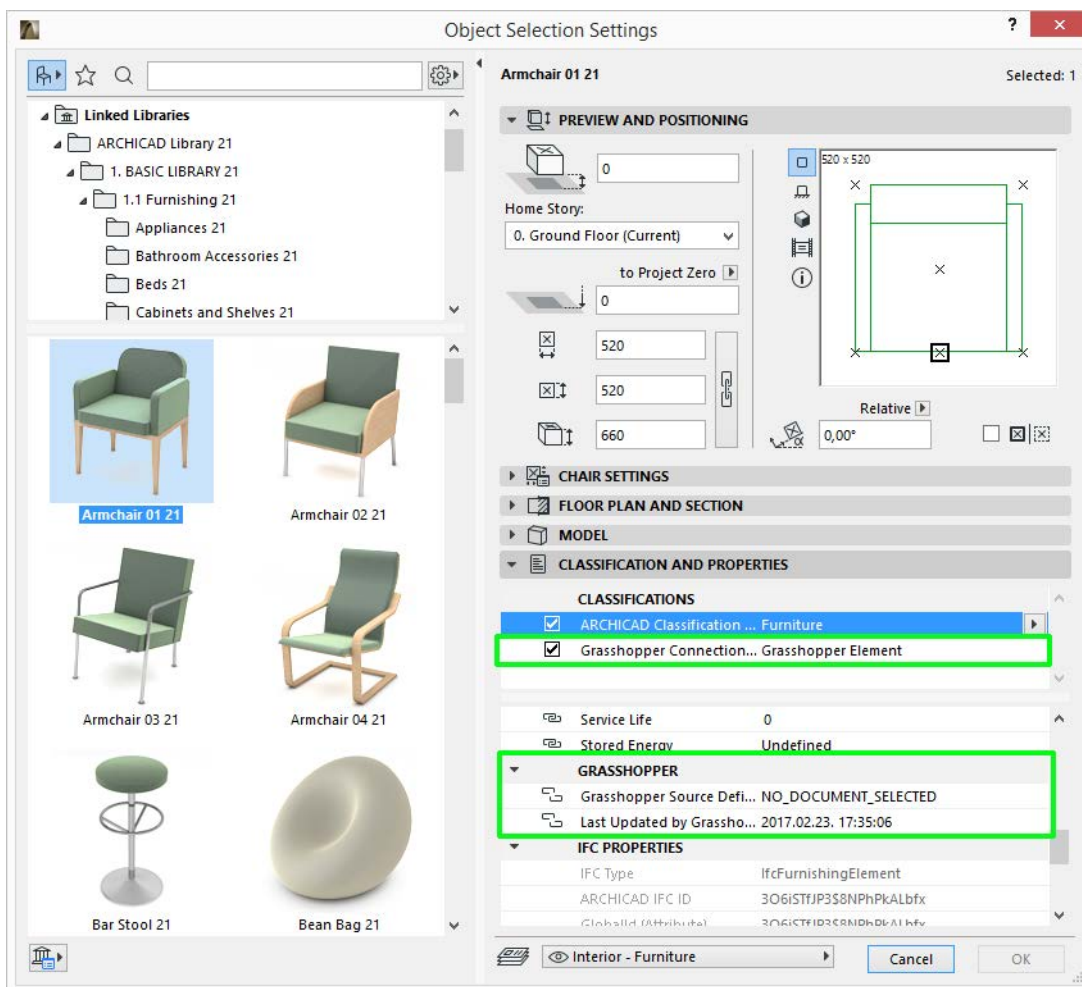 Object Selection Settings
?
Armchair 01 21
Selected: 1
Linked Libraries
ARCHICAD Library 21
1. BASIC LIBRARY 21
1.1 Furnishing 21
Appliances 21
Bathroom Accessories 21
Beds 21
Cabinets and Shelves 21
Armchair 01 21
Armchair 02 21
Armchair 03 21
Armchair 04 21
Bar Stool 21
Bean Bag 21
PREVIEW AND POSITIONING
0
Home Story:
0. Ground Floor (Current)
to Project Zero
0
520
520
660
520 x 520
Relative
α
0,00°
CHAIR SETTINGS
FLOOR PLAN AND SECTION
MODEL
CLASSIFICATION AND PROPERTIES
CLASSIFICATIONS
ARCHICAD Classification ... Furniture
Grasshopper Connection... Grasshopper Element
Service Life 0
Stored Energy Undefined
GRASSHOPPER
Grasshopper Source Defi... NO_DOCUMENT_SELECTED
Last Updated by Grassho... 2017.02.23. 17:35:06
IFC PROPERTIES
IFC Type IfcFurnishingElement
ARCHICAD IFC ID 3O6iSTfJP3S8NPhPkALbfx
GlobalId (Attribute) 3O6iSTfJP3S8NPhPkALbfx
Interior - Furniture
Cancel
OK